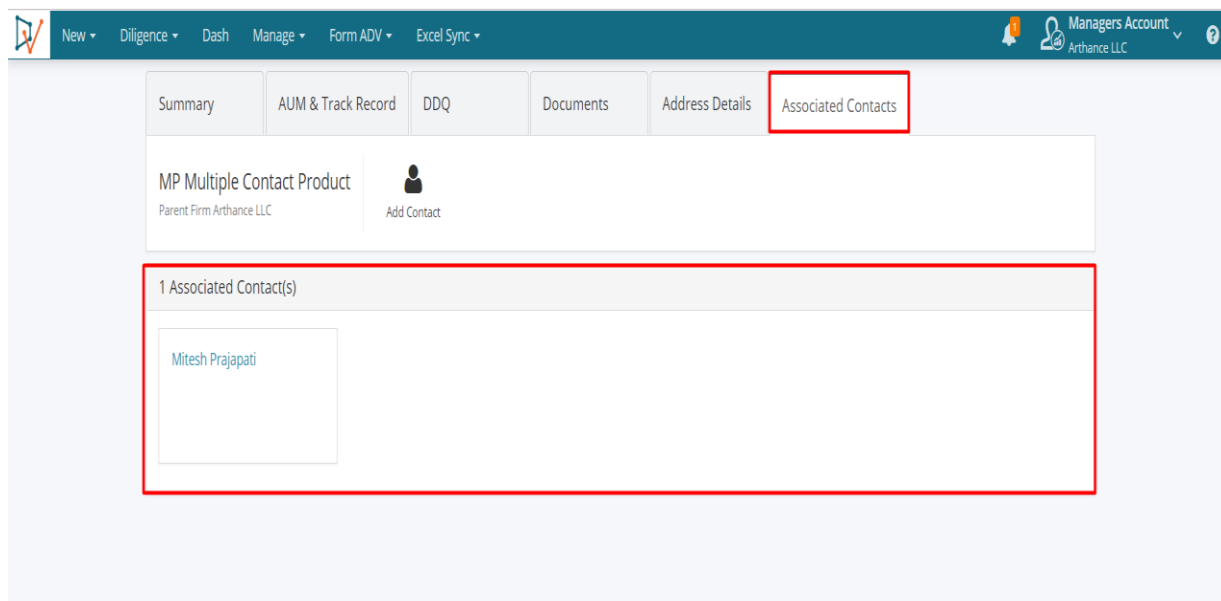 New Diligence Dash Manage Form ADV Excel Sync 1 Managers Account
Arthance LLC
Summary AUM & Track Record DDQ Documents Address Details Associated Contacts
MP Multiple Contact Product
Parent Firm Arthance LLC
Add Contact
1 Associated Contact(s)
Mitesh Prajapati